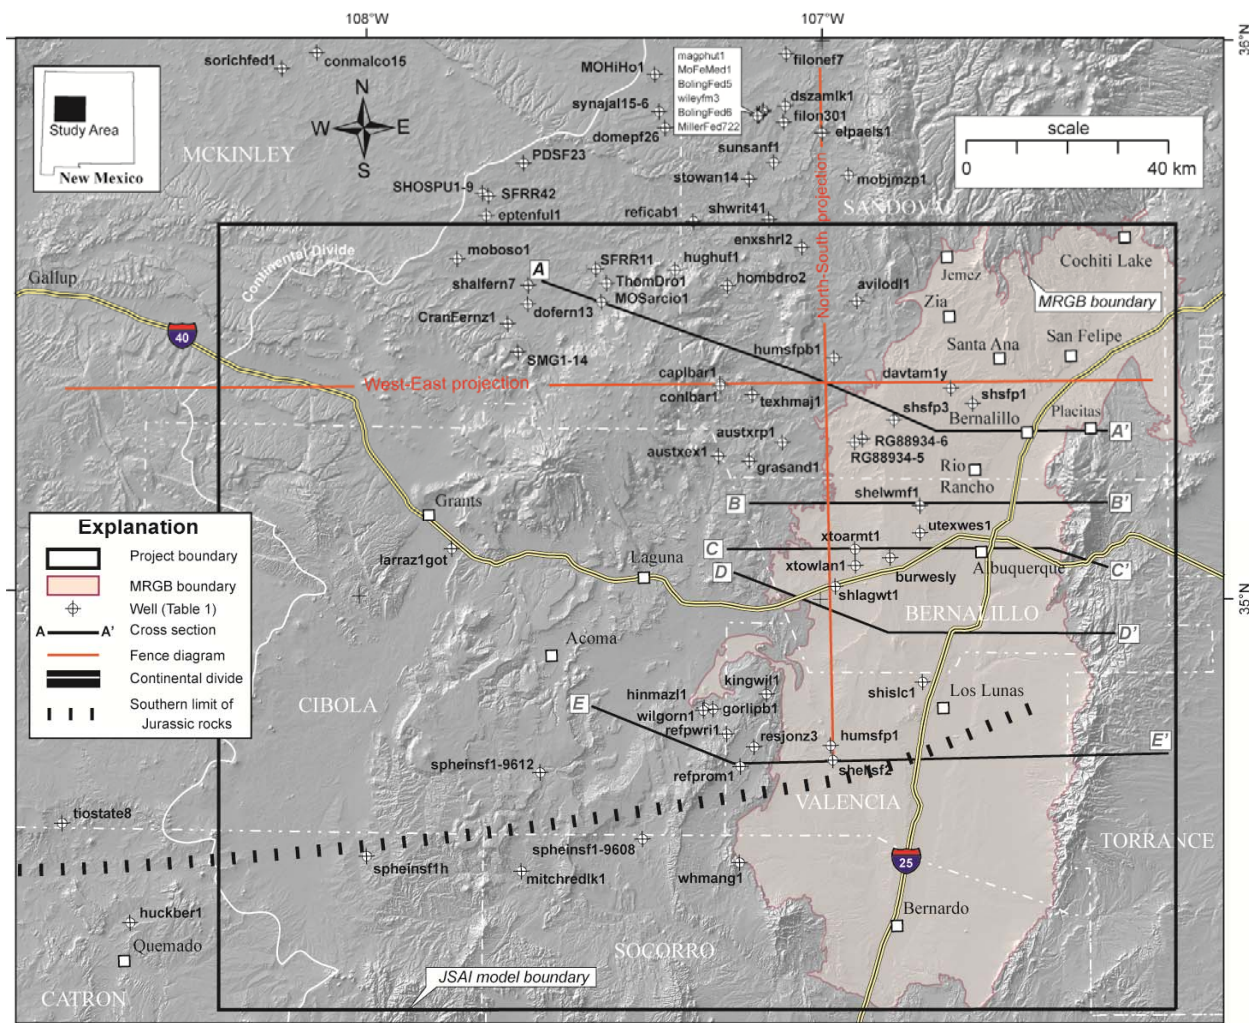 108°W
107°W
36°N
sorichfed1
conmalco15
MOHiHo1
magphut1
MoFeMed1
BolingFed5
wileyfm3
BolingFed6
MillerFed722
filonef7
Study Area
New Mexico
N
W E
S
synajal15-6
domepf26
dszamlk1
filon301
elpaels1
scale
0 40 km
MCKINLEY
PDSF23
sunsanf1
stowan14
mobjmzp1
SHOSPU1-9
SFRR42
eptenful1
reficab1
shwrit41
SANDOVAL
North-South projection
Continental Divide
moboso1
enxshrl2
Cochiti Lake
Gallup
A
SFRR11
hughuf1
Jemez
shalfern7
ThomDro1
hombdro2
avilodl1
MRGB boundary
dofern13
MOSarcio1
Zia
CranFernz1
40
SMG1-14
humsfpb1
Santa Ana
San Felipe
SANTA FE
West-East projection
caplbar1
conlbar1
texhmaj1
davtam1y
shsfp1
shsfp3
Bernalillo
Placitas
A'
austxrp1
RG88934-6
RG88934-5
austxex1
grasand1
Rio
Rancho
Grants
B
shelwmf1
B'
larraz1got
Laguna
C
xtoarmt1
utexwes1
D
xtowlan1
burwesly
Albuquerque
C'
shlagwt1
35°N
BERNALILLO
D'
Explanation
Project boundary
MRGB boundary
Well (Table 1)
A A' Cross section
Fence diagram
Continental divide
Southern limit of
Jurassic rocks
Acoma
CIBOLA
E
hinmazl1
kingwil1
wilgorn1
gorlipb1
refpwri1
shislc1
Los Lunas
resjonz3
humsfp1
E'
spheinsf1-9612
refprom1
shellsf2
VALENCIA
tiostate8
TORRANCE
spheinsf1-9608
spheinsf1h
mitchredlk1
whmang1
25
huckber1
Quemado
Bernardo
SOCORRO
JSAI model boundary
CATRON